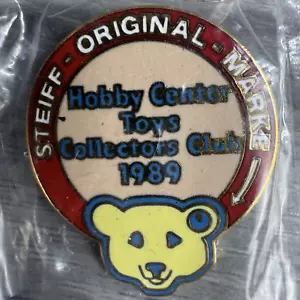 STEIFF - ORIGINAL - MARKE
Hobby Center
Toys
Collectors Club
1989